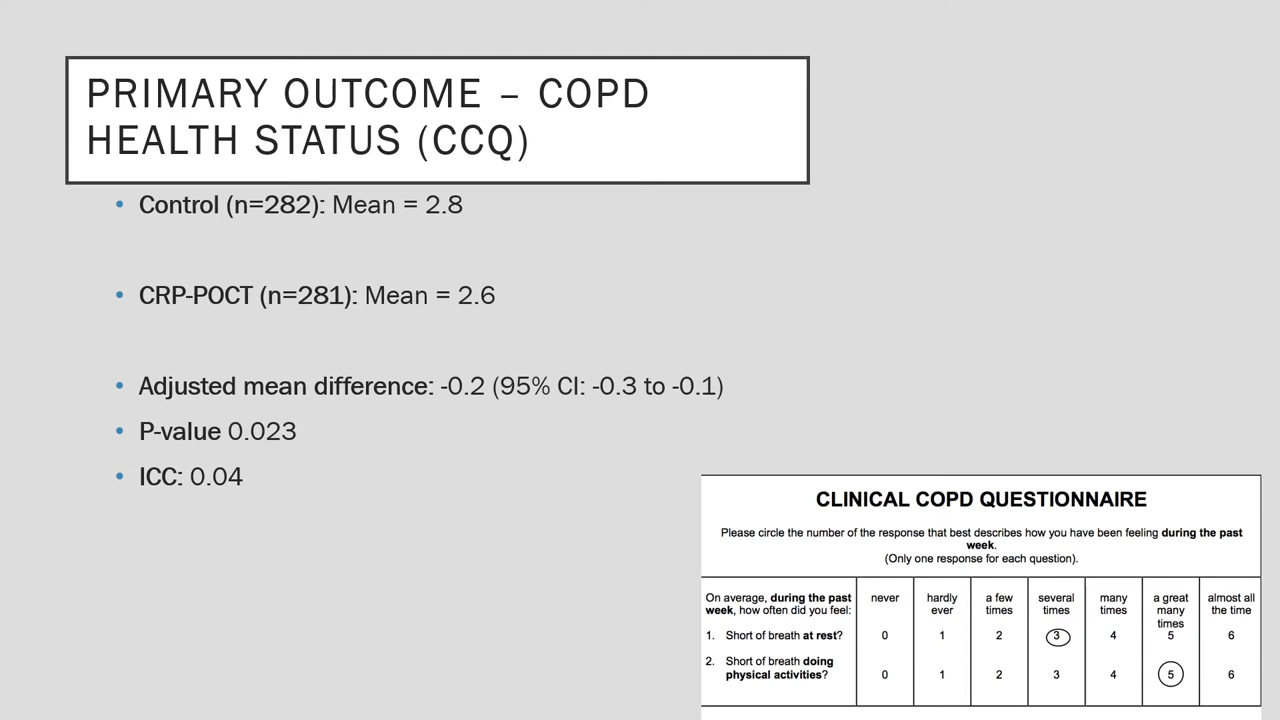 PRIMARY OUTCOME – COPD
HEALTH STATUS (CCQ)
• Control (n=282): Mean = 2.8
• CRP-POCT (n=281): Mean = 2.6
• Adjusted mean difference: -0.2 (95% CI: -0.3 to -0.1)
• P-value 0.023
• ICC: 0.04
CLINICAL COPD QUESTIONNAIRE
Please circle the number of the response that best describes how you have been feeling during the past
week.
(Only one response for each question).
On average, during the past
week, how often did you feel:
never
hardly
ever
a few
times
several
times
many
times
a great
many
times
almost all
the time
1. Short of breath at rest? 0 1 2 3 4 5 6
2. Short of breath doing
physical activities? 0 1 2 3 4 5 6